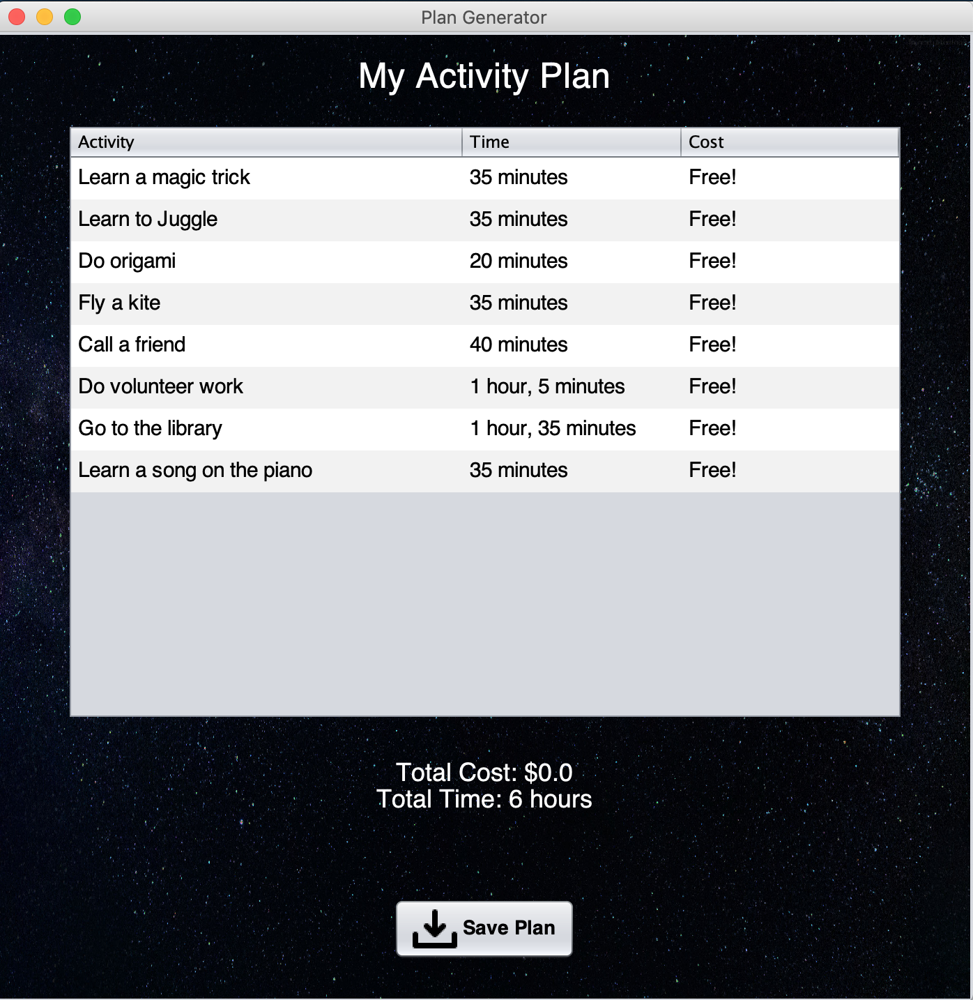 Plan Generator
My Activity Plan
Activity Time Cost
Learn a magic trick 35 minutes Free!
Learn to Juggle 35 minutes Free!
Do origami 20 minutes Free!
Fly a kite 35 minutes Free!
Call a friend 40 minutes Free!
Do volunteer work 1 hour, 5 minutes Free!
Go to the library 1 hour, 35 minutes Free!
Learn a song on the piano 35 minutes Free!
Total Cost: $0.0
Total Time: 6 hours
Save Plan